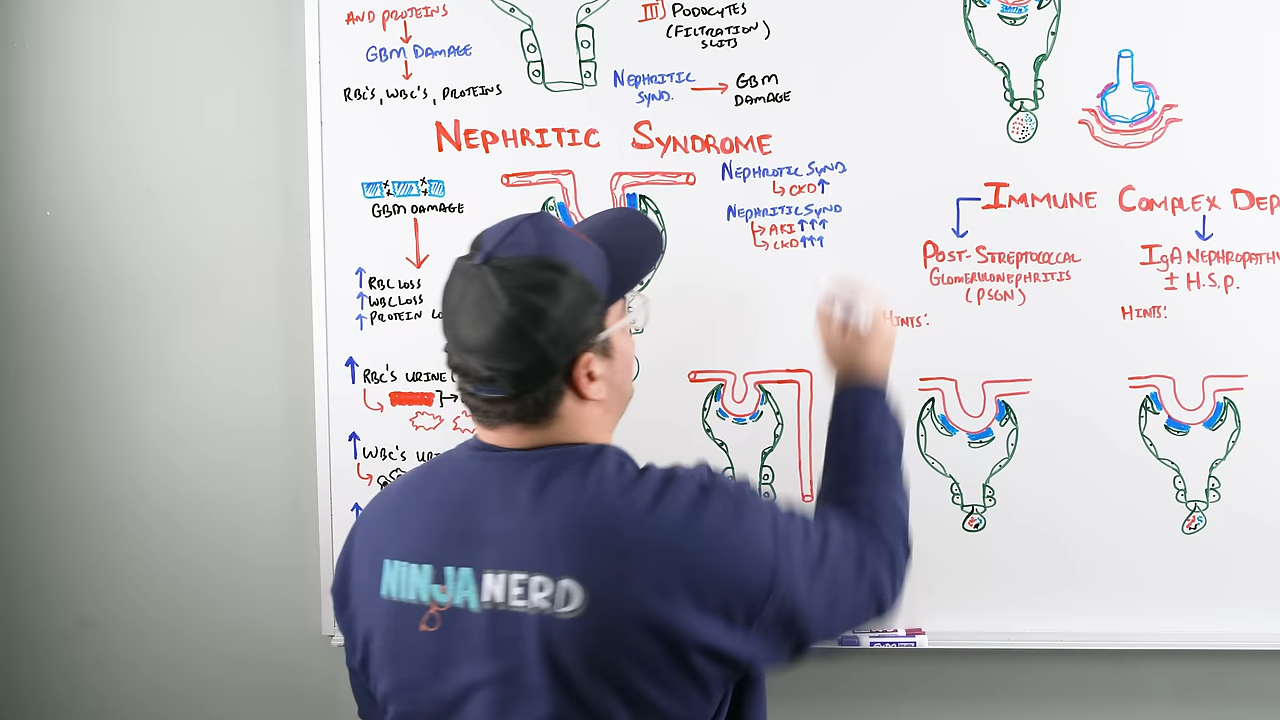 AND PROTEINS
GBM DAMAGE
RBC'S, WBC'S, PROTEINS
III) PODOCYTES
(FILTRATION)
SLITS
NEPHRITIC
SYND.
GBM
DAMAGE
NEPHRITIC SYNDROME
GBM DAMAGE
↑ RBC LOSS
↑ WBC LOSS
↑ PROTEIN LO
↑ RBC'S URINE (
↑ WBC'S UR
NEPHROTIC SYND
↳ CKD↑
NEPHRITIC SYND
↳ AKI↑↑↑
↳ CKD↑↑↑
IMMUNE COMPLEX DEP
POST-STREPTOCOCCAL
GLOMERULONEPHRITIS
(PSGN)
HINTS:
IgA NEPHROPATHY
± H.S.P.
HINTS:
NINJA NERD